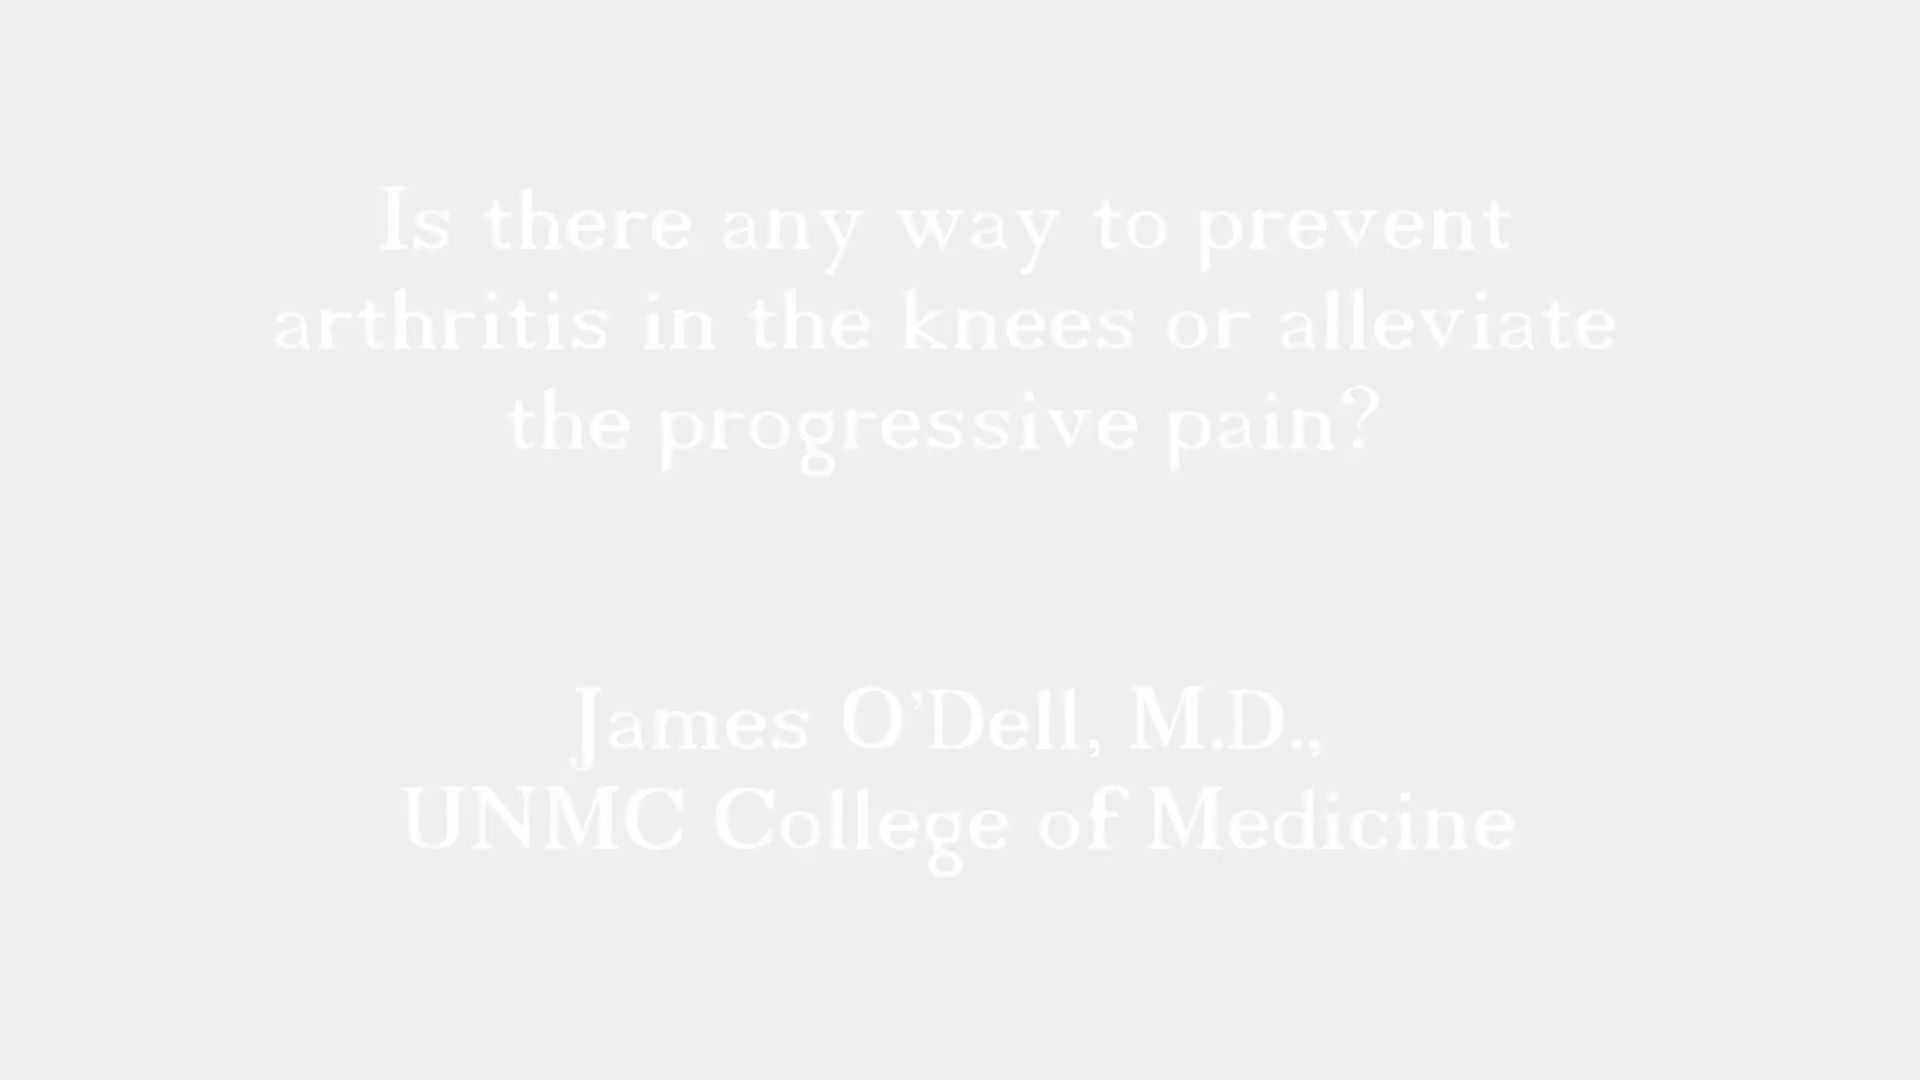 Is there any way to prevent
arthritis in the knees or alleviate
the progressive pain?
James O'Dell, M.D.,
UNMC College of Medicine